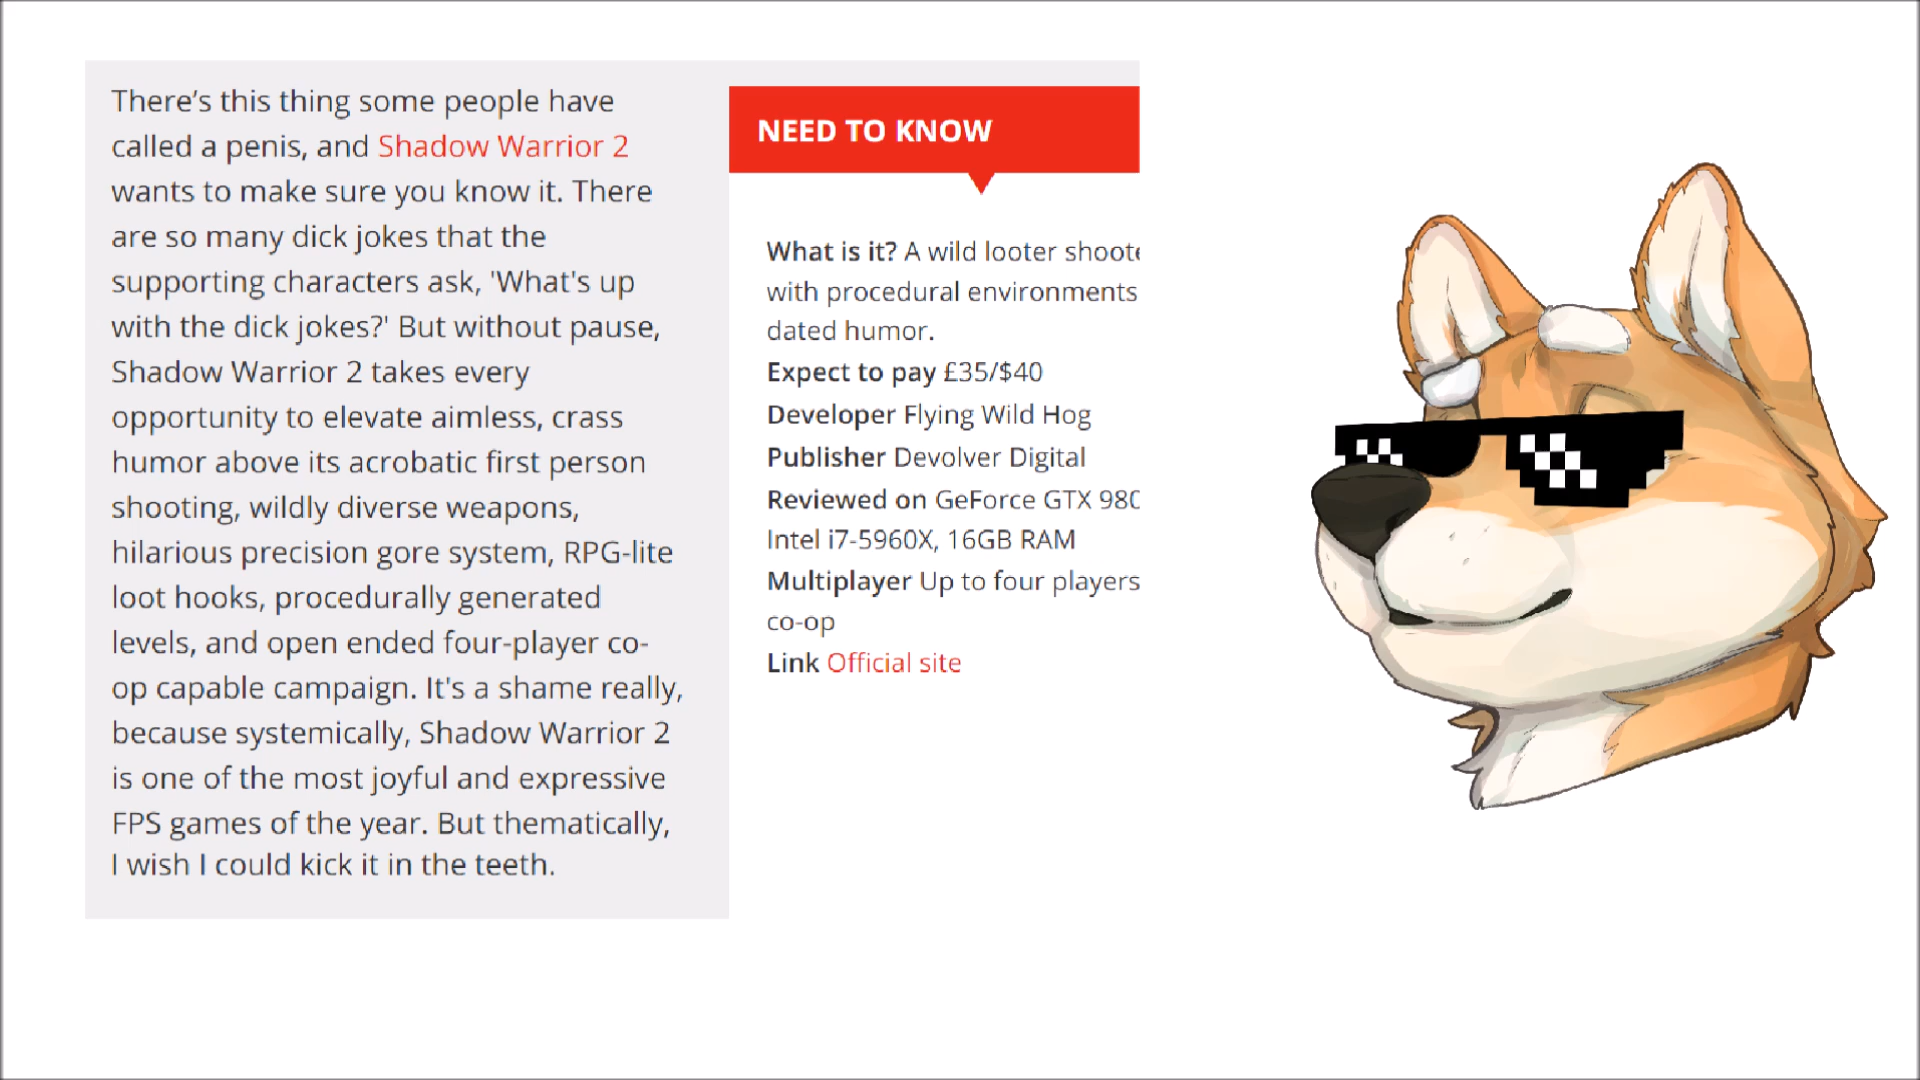 There’s this thing some people have
called a penis, and Shadow Warrior 2
wants to make sure you know it. There
are so many dick jokes that the
supporting characters ask, 'What's up
with the dick jokes?' But without pause,
Shadow Warrior 2 takes every
opportunity to elevate aimless, crass
humor above its acrobatic first person
shooting, wildly diverse weapons,
hilarious precision gore system, RPG-lite
loot hooks, procedurally generated
levels, and open ended four-player co-
op capable campaign. It's a shame really,
because systemically, Shadow Warrior 2
is one of the most joyful and expressive
FPS games of the year. But thematically,
I wish I could kick it in the teeth.
NEED TO KNOW
What is it? A wild looter
with procedural environments
dated humor.
Expect to pay £35/$40
Developer Flying Wild Hog
Publisher Devolver Digital
Reviewed on GeForce GTX 980
Intel i7-5960X, 16GB RAM
Multiplayer Up to four players
co-op
Link Official site